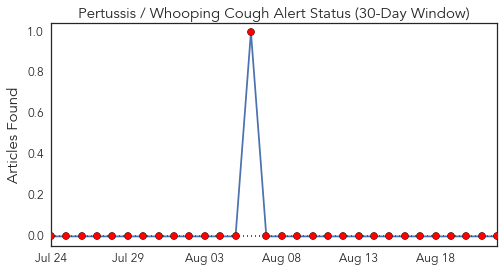 Pertussis / Whooping Cough Alert Status (30-Day Window)
Articles Found
1.0
0.8
0.6
0.4
0.2
0.0
Jul 24 Jul 29 Aug 03 Aug 08 Aug 13 Aug 18